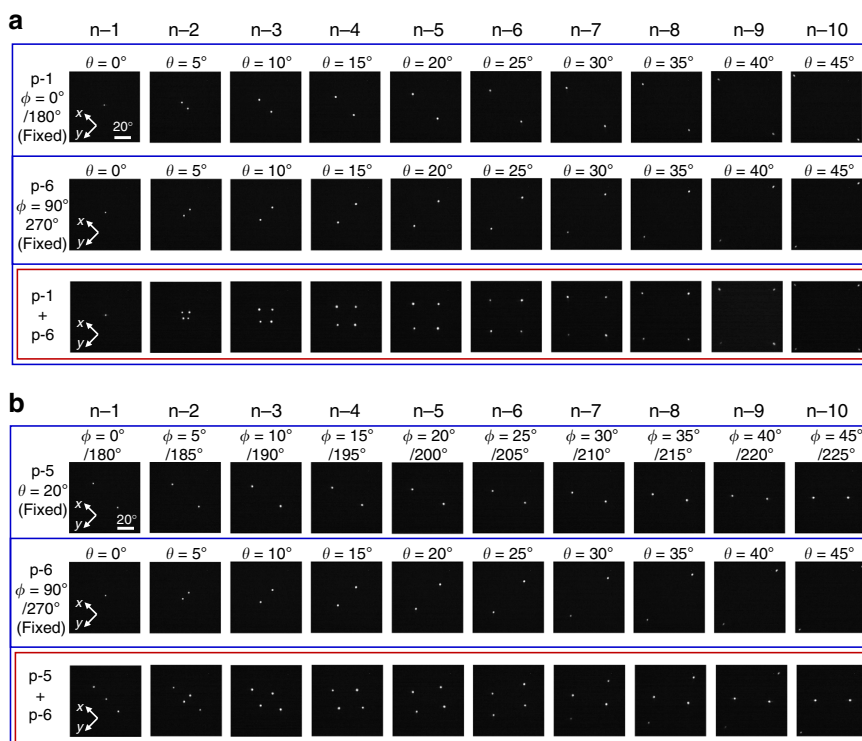 a
n–1 n–2 n–3 n–4 n–5 n–6 n–7 n–8 n–9 n–10
θ = 0° θ = 5° θ = 10° θ = 15° θ = 20° θ = 25° θ = 30° θ = 35° θ = 40° θ = 45°
p-1
ϕ = 0°
/180°
(Fixed)
x
y
20°
θ = 0° θ = 5° θ = 10° θ = 15° θ = 20° θ = 25° θ = 30° θ = 35° θ = 40° θ = 45°
p-6
ϕ = 90°
270°
(Fixed)
x
y
p-1
+
p-6
x
y
b
n–1 n–2 n–3 n–4 n–5 n–6 n–7 n–8 n–9 n–10
ϕ = 0° ϕ = 5° ϕ = 10° ϕ = 15° ϕ = 20° ϕ = 25° ϕ = 30° ϕ = 35° ϕ = 40° ϕ = 45°
/180° /185° /190° /195° /200° /205° /210° /215° /220° /225°
p-5
θ = 20°
(Fixed)
x
y
20°
θ = 0° θ = 5° θ = 10° θ = 15° θ = 20° θ = 25° θ = 30° θ = 35° θ = 40° θ = 45°
p-6
ϕ = 90°
/270°
(Fixed)
x
y
p-5
+
p-6
x
y